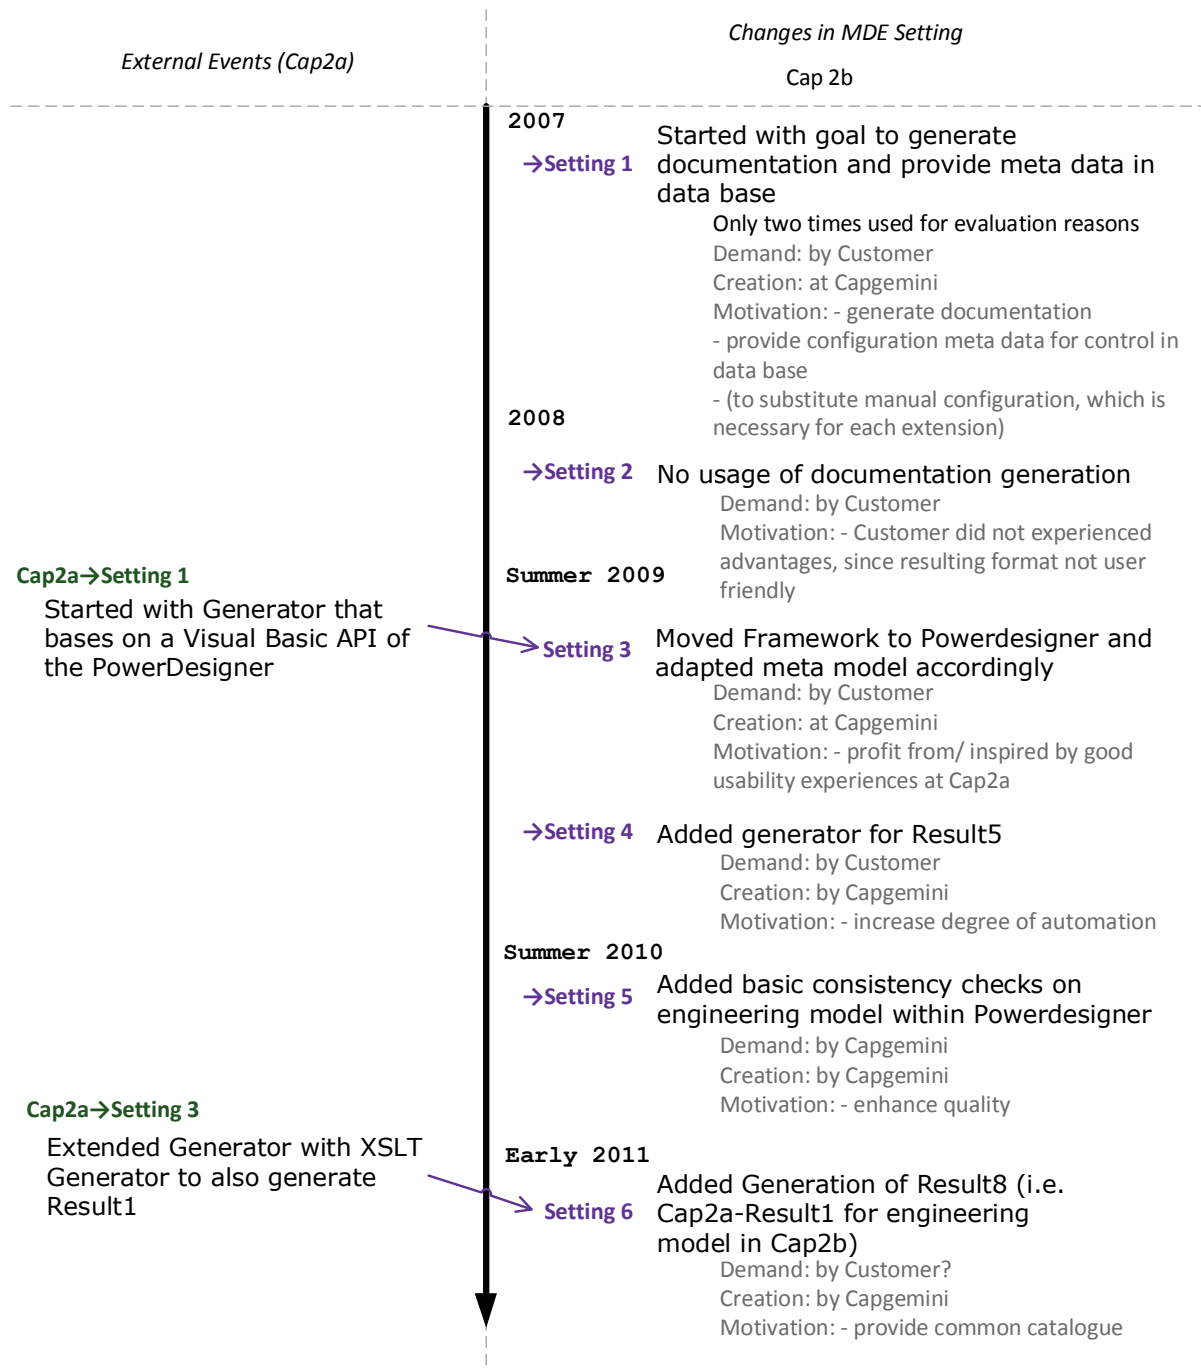 External Events (Cap2a)
Changes in MDE Setting
Cap 2b
2007
→Setting 1
Started with goal to generate
documentation and provide meta data in
data base
Only two times used for evaluation reasons
Demand: by Customer
Creation: at Capgemini
Motivation: - generate documentation
- provide configuration meta data for control in
data base
- (to substitute manual configuration, which is
necessary for each extension)
2008
→Setting 2
No usage of documentation generation
Demand: by Customer
Motivation: - Customer did not experienced
advantages, since resulting format not user
friendly
Cap2a→Setting 1
Started with Generator that
bases on a Visual Basic API of
the PowerDesigner
Summer 2009
Setting 3
Moved Framework to Powerdesigner and
adapted meta model accordingly
Demand: by Customer
Creation: at Capgemini
Motivation: - profit from/ inspired by good
usability experiences at Cap2a
→Setting 4
Added generator for Result5
Demand: by Customer
Creation: by Capgemini
Motivation: - increase degree of automation
Summer 2010
→Setting 5
Added basic consistency checks on
engineering model within Powerdesigner
Demand: by Capgemini
Creation: by Capgemini
Motivation: - enhance quality
Cap2a→Setting 3
Extended Generator with XSLT
Generator to also generate
Result1
Early 2011
Setting 6
Added Generation of Result8 (i.e.
Cap2a-Result1 for engineering
model in Cap2b)
Demand: by Customer?
Creation: by Capgemini
Motivation: - provide common catalogue